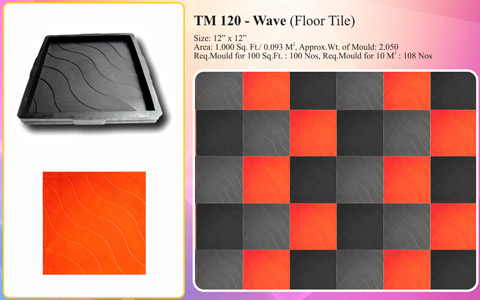 TM 120 - Wave (Floor Tile)
Size: 12" x 12"
Area: 1.000 Sq. Ft./ 0.093 M², Approx.Wt. of Mould: 2.050
Req.Mould for 100 Sq.Ft. : 100 Nos, Req.Mould for 10 M² : 108 Nos